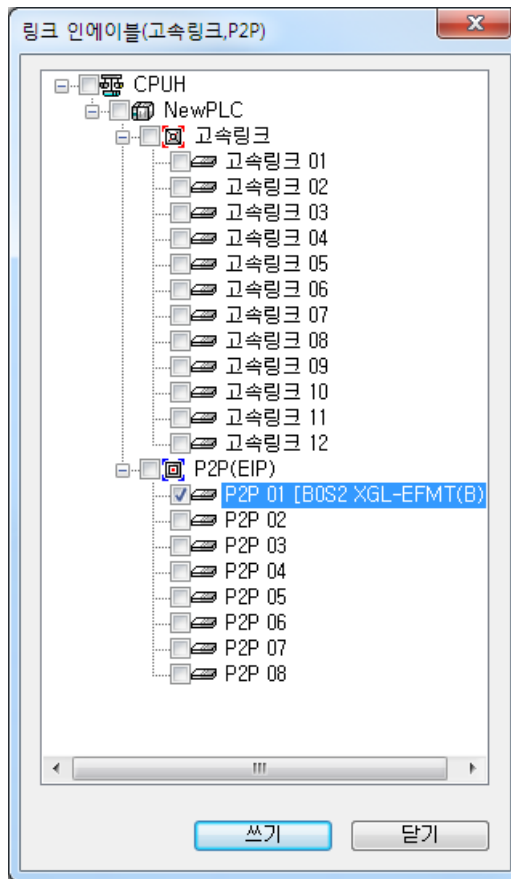 링크 인에이블(고속링크,P2P)
CPUH
NewPLC
고속링크
고속링크 01
고속링크 02
고속링크 03
고속링크 04
고속링크 05
고속링크 06
고속링크 07
고속링크 08
고속링크 09
고속링크 10
고속링크 11
고속링크 12
P2P(EIP)
P2P 01 [B0S2 XGL-EFMT(B)
P2P 02
P2P 03
P2P 04
P2P 05
P2P 06
P2P 07
P2P 08
쓰기
닫기